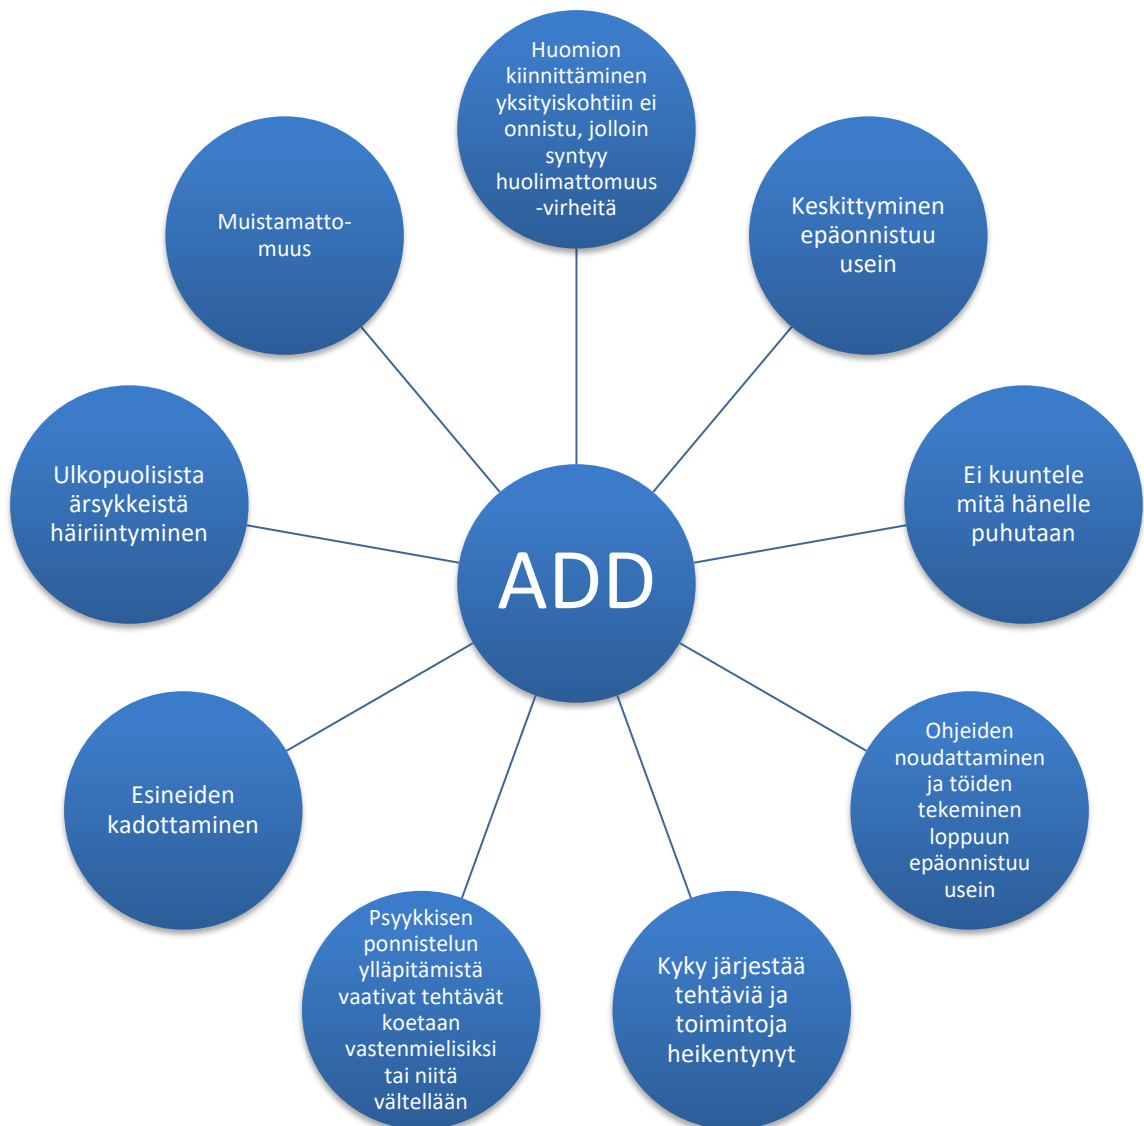 Huomion
kiinnittäminen
yksityiskohtiin ei
onnistu, jolloin
syntyy
huolimattomuus
-virheitä
Keskittyminen
epäonnistuu
usein
Ei kuuntele
mitä hänelle
puhutaan
Ohjeiden
noudattaminen
ja töiden
tekeminen
loppuun
epäonnistuu
usein
Kyky järjestää
tehtäviä ja
toimintoja
heikentynyt
Psyykkisen
ponnistelun
ylläpitämistä
vaativat tehtävät
koetaan
vastenmielisiksi
tai niitä
vältellään
Esineiden
kadottaminen
Ulkopuolisista
ärsykkeistä
häiriintyminen
Muistamatto-
muus
ADD